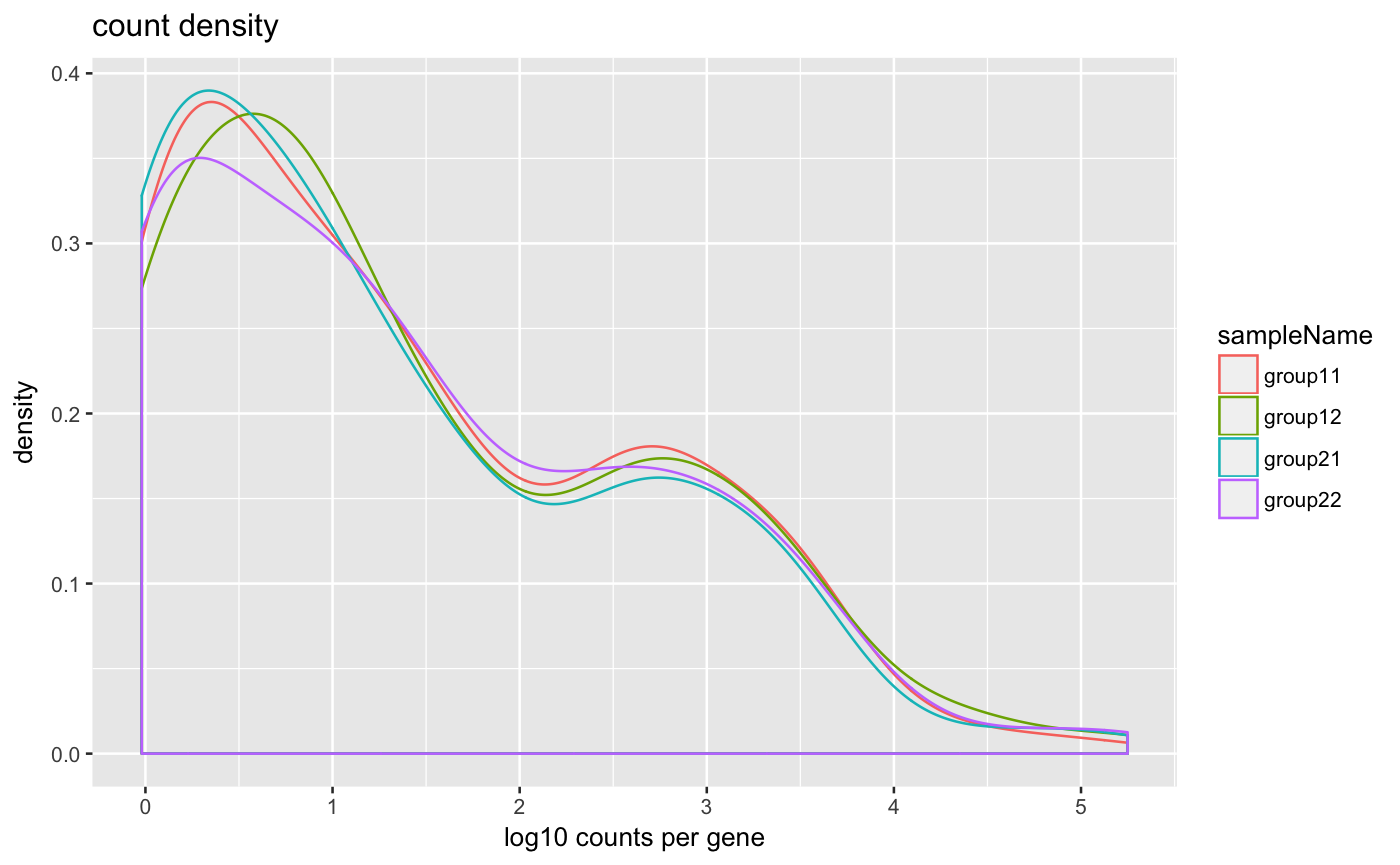 count density
density
0.4
0.3
0.2
0.1
0.0
0 1 2 3 4 5
log10 counts per gene
sampleName
group11
group12
group21
group22